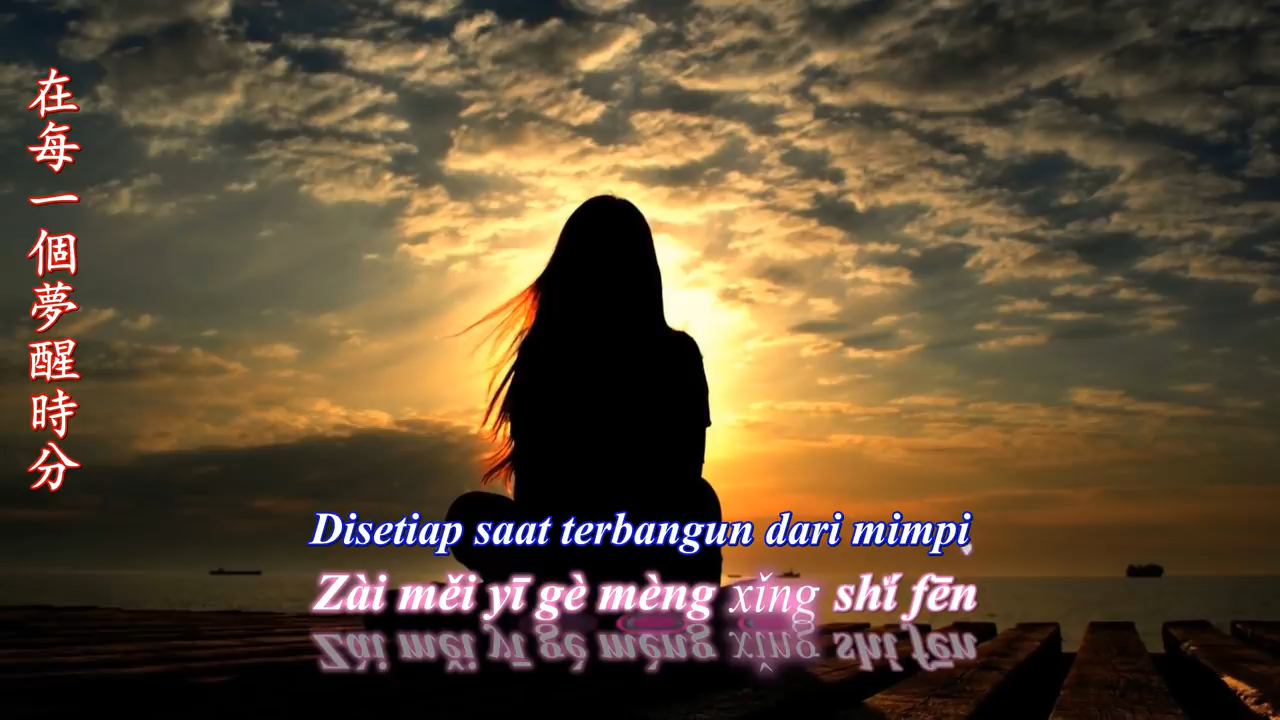 在每一個夢醒時分
Disetiap saat terbangun dari mimpi
Zài měi yī gè mèng xǐng shí fēn